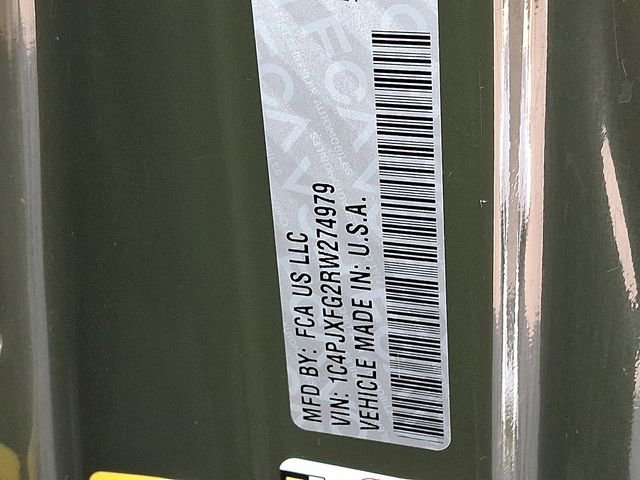 MFD BY: FCA US LLC
VIN: 1C4PJXFG2RW274979
VEHICLE MADE IN: U.S.A.